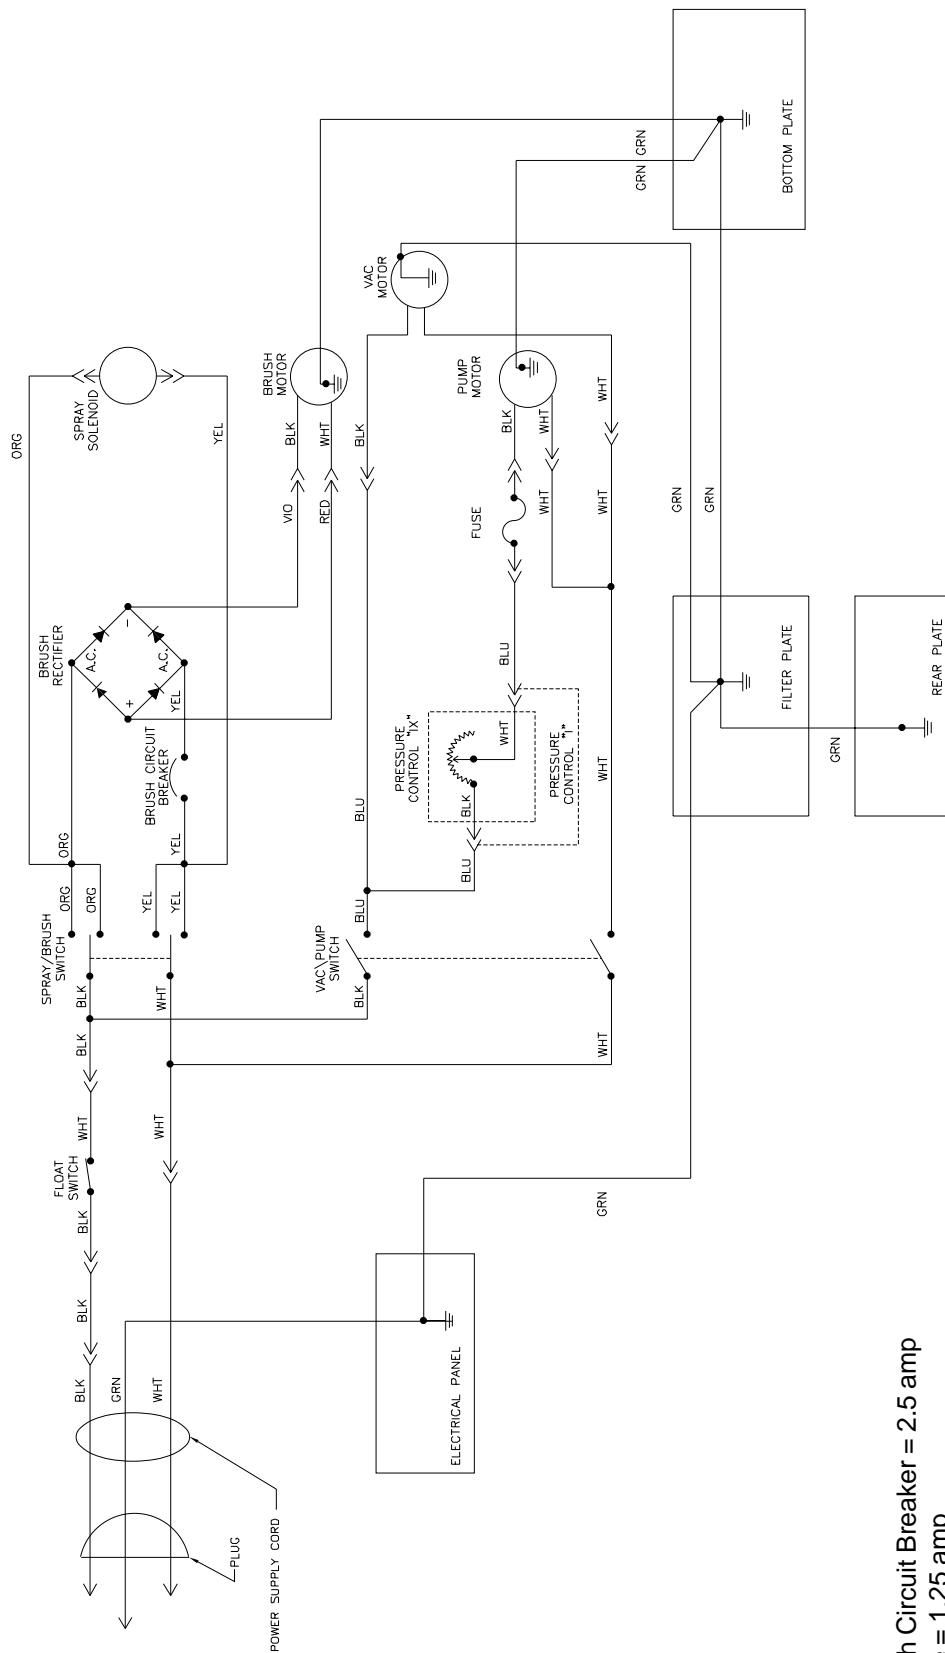 ORG
SPRAY
SOLENOID
YEL
BRUSH
RECTIFIER
A.C.
A.C.
+
−
YEL
BRUSH CIRCUIT
BREAKER
ORG
YEL
ORG
ORG
YEL
YEL
SPRAY/BRUSH
SWITCH
BLK
WHT
BLK
WHT
WHT
FLOAT
SWITCH
BLK
BLK
BLK
GRN
WHT
PLUG
POWER SUPPLY CORD
BRUSH
MOTOR
VIO
BLK
RED
WHT
VAC
MOTOR
BLK
BLU
BLU
VAC\PUMP
SWITCH
BLK
WHT
PRESSURE
CONTROL "IX"
BLK
WHT
PRESSURE
CONTROL "I"
BLU
BLU
FUSE
PUMP
MOTOR
BLK
WHT
WHT
WHT
WHT
WHT
ELECTRICAL PANEL
GRN
GRN
GRN
GRN
GRN
BOTTOM PLATE
FILTER PLATE
GRN
REAR PLATE
h Circuit Breaker = 2.5 amp
= 1.25 amp